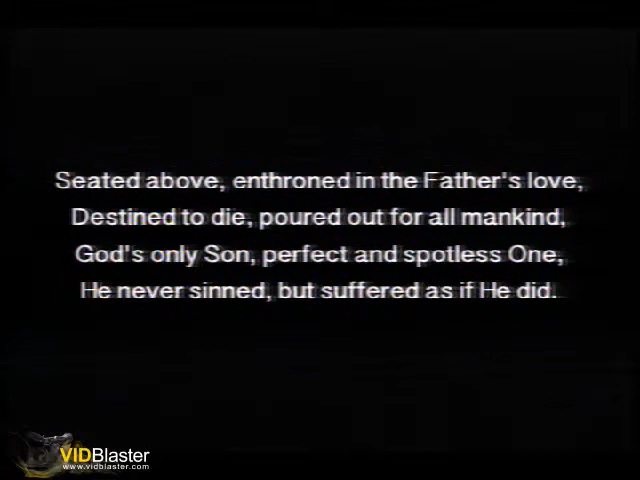 Seated above, enthroned in the Father's love,
Destined to die, poured out for all mankind,
God's only Son, perfect and spotless One,
He never sinned, but suffered as if He did.
VIDBlaster
www.vidblaster.com